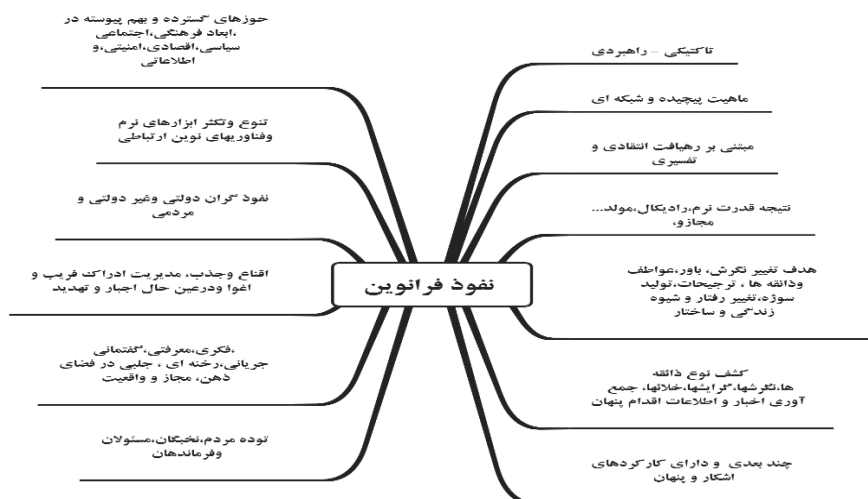 نفوذ فرانوین
تاکتیکی - راهبردی
ماهیت پیچیده و شبکه ای
مبتنی بر رهیافت انتقادی و
تفسیری
نتیجه قدرت نرم،رادیکال،مولد...
مجازو،
هدف تغییر نگرش، باور،عواطف
وذائقه ها ، ترجیحات،تولید
سوژه،تغییر رفتار و شیوه
زندگی و ساختار
کشف نوع ذائقه
ها،نگرشها،گرایشها،خلائها، جمع
آوری اخبار و اطلاعات اقدام پنهان
چند بعدی و دارای کارکردهای
اشکار و پنهان
حوزهای گسترده و بهم پیوسته در
،ابعاد فرهنگی،اجتماعی
سیاسی،اقتصادی،امنیتی،و
اطلاعاتی
تنوع وتکثر ابزارهای نرم
وفناوریهای نوین ارتباطی
نفوذ گران دولتی وغیر دولتی و
مردمی
اقناع وجذب، مدیریت ادراک فریب و
اغوا ودرعین حال اجبار و تهدید
،فکری،معرفتی،گفتمانی
جریانی،رخنه ای ، جلبی در فضای
ذهن، مجاز و واقعیت
توده مردم،نخبگان،مسئولان
وفرماندهان